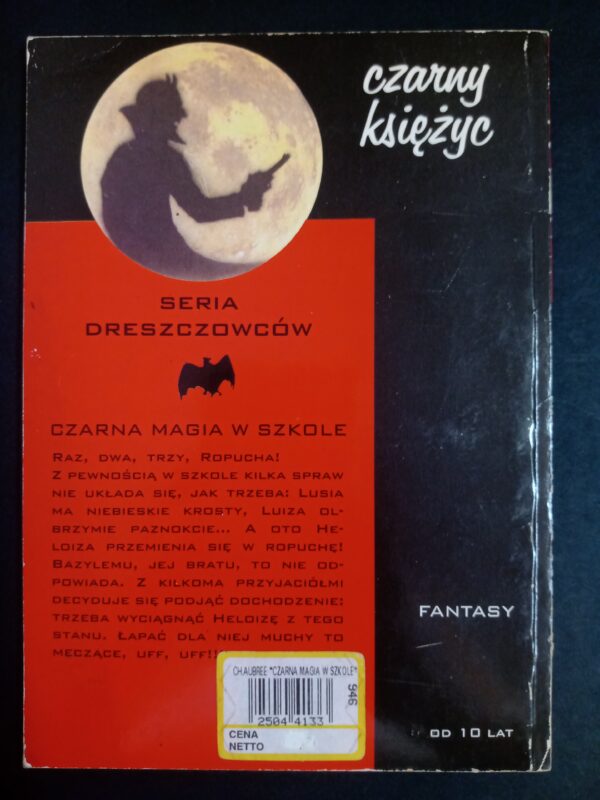 czarny
księżyc
SERIA
DRESZCZOWCÓW
CZARNA MAGIA W SZKOLE
RAZ, DWA, TRZY, ROPUCHA!
Z PEWNOŚCIĄ W SZKOLE KILKA SPRAW
NIE UKŁADA SIĘ, JAK TRZEBA: LUSIA
MA NIEBIESKIE KROSTY, LUIZA OL-
BRZYMIE PAZNOKCIE... A OTO HE-
LOIZA PRZEMIENIA SIĘ W ROPUCHĘ!
BAZYLEMU, JEJ BRATU, TO NIE OD-
POWIADA. Z KILKOMA PRZYJACIÓŁMI
DECYDUJE SIĘ PODJĄĆ DOCHODZENIE:
TRZEBA WYCIĄGNĄĆ HELOIZĘ Z TEGO
STANU. ŁAPAĆ DLA NIEJ MUCHY TO
MĘCZĄCE, UFF, UFF!!!
FANTASY
CH.AUBREE "CZARNA MAGIA W SZKOLE"
946
2504 4133
CENA
NETTO
OD 10 LAT